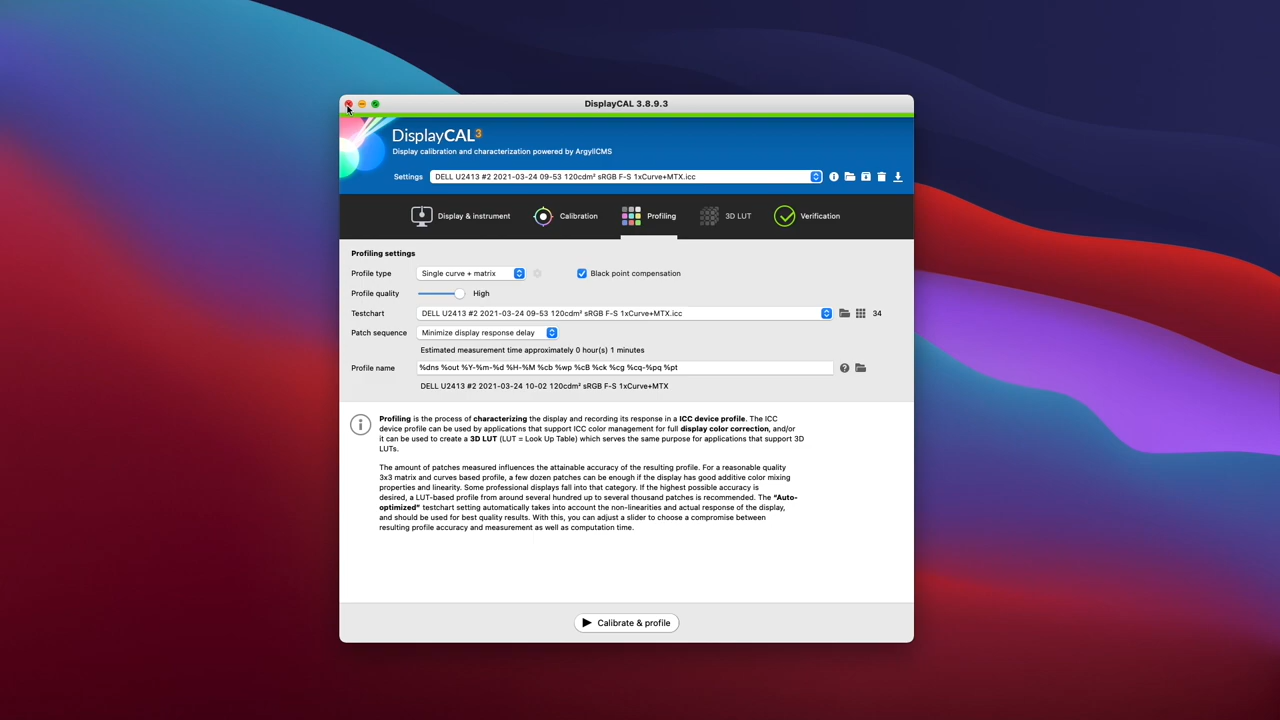 DisplayCAL 3.8.9.3
DisplayCAL3
Display calibration and characterization powered by ArgyllCMS
Settings DELL U2413 #2 2021-03-24 09-53 120cdm² sRGB F-S 1xCurve+MTX.icc
Display & instrument Calibration Profiling 3D LUT Verification
Profiling settings
Profile type Single curve + matrix Black point compensation
Profile quality High
Testchart DELL U2413 #2 2021-03-24 09-53 120cdm² sRGB F-S 1xCurve+MTX.icc 34
Patch sequence Minimize display response delay
Estimated measurement time approximately 0 hour(s) 1 minutes
Profile name %dns %out %Y-%m-%d %H-%M %cb %wp %cB %ck %cg %cq-%pq %pt
DELL U2413 #2 2021-03-24 10-02 120cdm² sRGB F-S 1xCurve+MTX
Profiling is the process of characterizing the display and recording its response in a ICC device profile. The ICC
device profile can be used by applications that support ICC color management for full display color correction, and/or
it can be used to create a 3D LUT (LUT = Look Up Table) which serves the same purpose for applications that support 3D
LUTs.
The amount of patches measured influences the attainable accuracy of the resulting profile. For a reasonable quality
3x3 matrix and curves based profile, a few dozen patches can be enough if the display has good additive color mixing
properties and linearity. Some professional displays fall into that category. If the highest possible accuracy is
desired, a LUT-based profile from around several hundred up to several thousand patches is recommended. The “Auto-
optimized” testchart setting automatically takes into account the non-linearities and actual response of the display,
and should be used for best quality results. With this, you can adjust a slider to choose a compromise between
resulting profile accuracy and measurement as well as computation time.
Calibrate & profile